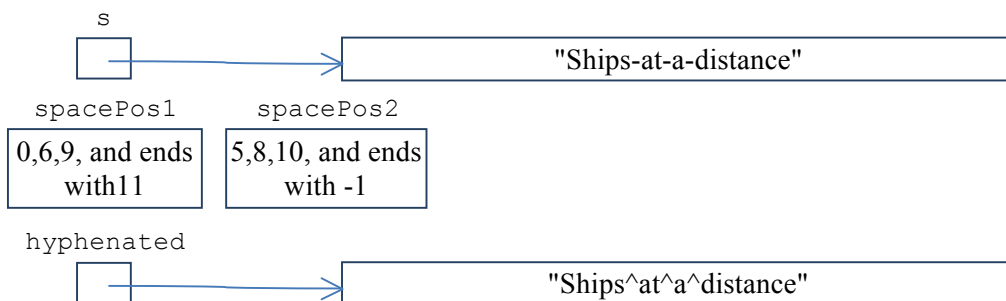 s
"Ships-at-a-distance"
spacePos1 spacePos2
0,6,9, and ends 5,8,10, and ends
with11 with -1
hyphenated
"Ships^at^a^distance"